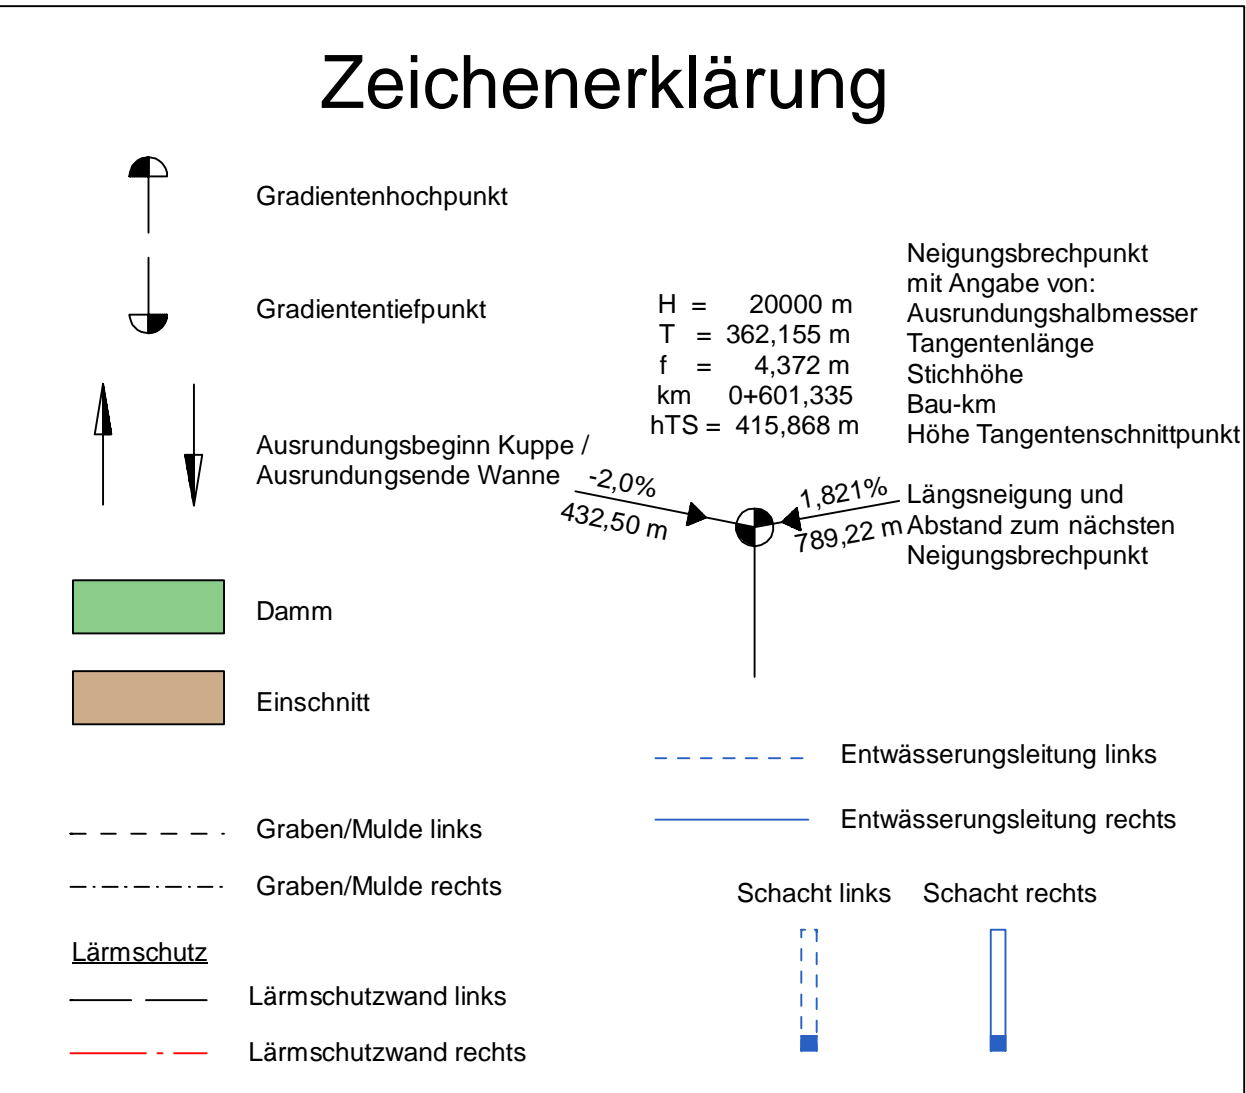 Zeichenerklärung
Gradientenhochpunkt
Gradiententiefpunkt
Ausrundungsbeginn Kuppe /
Ausrundungsende Wanne
Damm
Einschnitt
Graben/Mulde links
Graben/Mulde rechts
Lärmschutz
Lärmschutzwand links
Lärmschutzwand rechts
H = 20000 m
T = 362,155 m
f = 4,372 m
km 0+601,335
hTS = 415,868 m
Neigungsbrechpunkt
mit Angabe von:
Ausrundungshalbmesser
Tangentenlänge
Stichhöhe
Bau-km
Höhe Tangentenschnittpunkt
-2,0%
432,50 m
1,821%
789,22 m
Längsneigung und
Abstand zum nächsten
Neigungsbrechpunkt
Entwässerungsleitung links
Entwässerungsleitung rechts
Schacht links
Schacht rechts